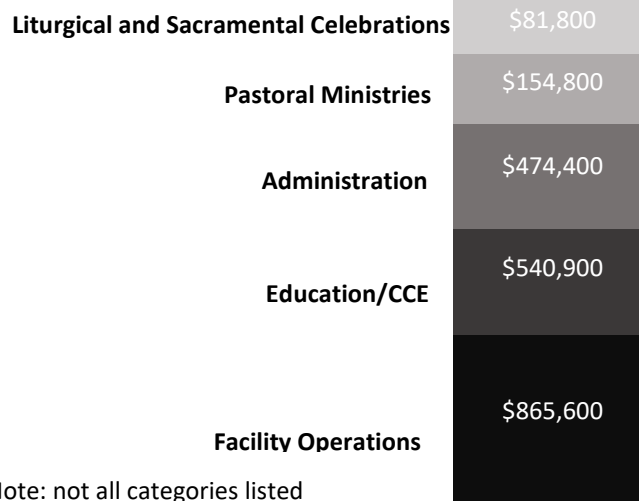 Liturgical and Sacramental Celebrations $81,800
Pastoral Ministries $154,800
Administration $474,400
Education/CCE $540,900
Facility Operations $865,600
ote: not all categories listed